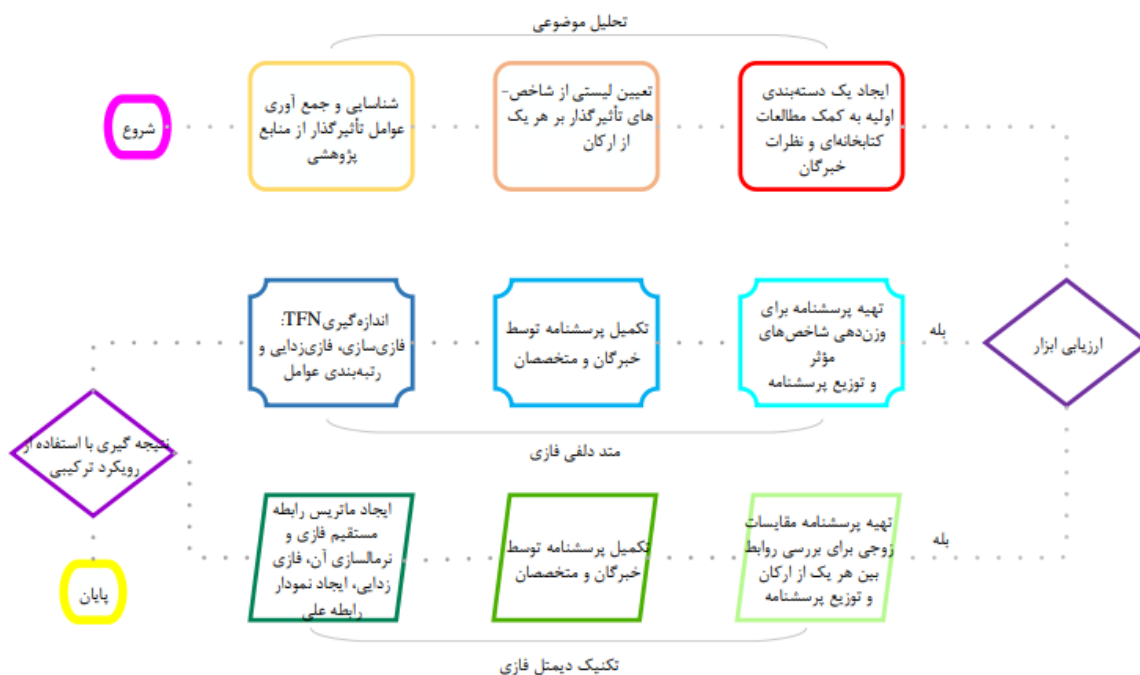 تحلیل موضوعی
شروع
شناسایی و جمع آوری
عوامل تأثیرگذار از منابع
پژوهشی
تعیین لیستی از شاخص-
های تأثیرگذار بر هر یک
از ارکان
ایجاد یک دسته‌بندی
اولیه به کمک مطالعات
کتابخانه‌ای و نظرات
خبرگان
ارزیابی ابزار
بله
تهیه پرسشنامه برای
وزن‌دهی شاخص‌های
مؤثر
و توزیع پرسشنامه
تکمیل پرسشنامه توسط
خبرگان و متخصصان
اندازه‌گیری TFN:
فازی‌سازی، فازی‌زدایی و
رتبه‌بندی عوامل
متد دلفی فازی
بله
تهیه پرسشنامه مقایسات
زوجی برای بررسی روابط
بین هر یک از ارکان
و توزیع پرسشنامه
تکمیل پرسشنامه توسط
خبرگان و متخصصان
ایجاد ماتریس رابطه
مستقیم فازی و
نرمالسازی آن، فازی
زدایی، ایجاد نمودار
رابطه علی
تکنیک دیمتل فازی
نتیجه گیری با استفاده از
رویکرد ترکیبی
پایان